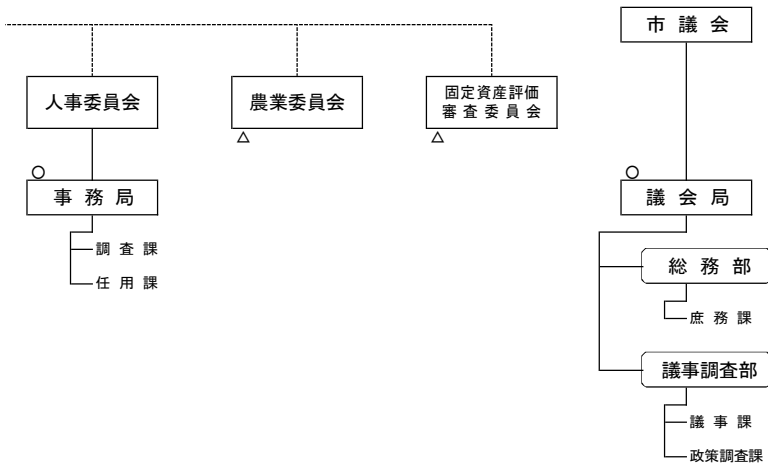 市議会
人事委員会
農業委員会
固定資産評価
審査委員会
△
△
○
事務局
○
議会局
調査課
任用課
総務部
庶務課
議事調査部
議事課
政策調査課